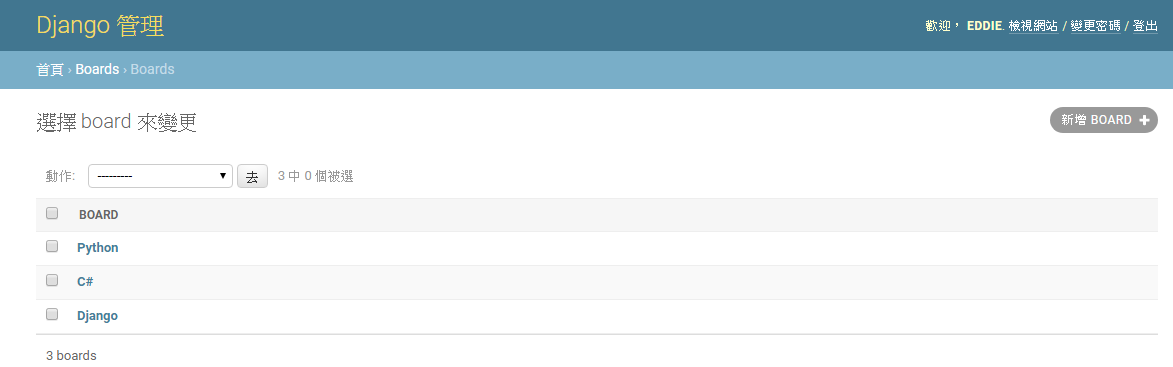 Django 管理
歡迎， EDDIE. 檢視網站 / 變更密碼 / 登出
首頁 › Boards › Boards
選擇 board 來變更
新增 BOARD
動作: --------- 去 3 中 0 個被選
BOARD
Python
C#
Django
3 boards